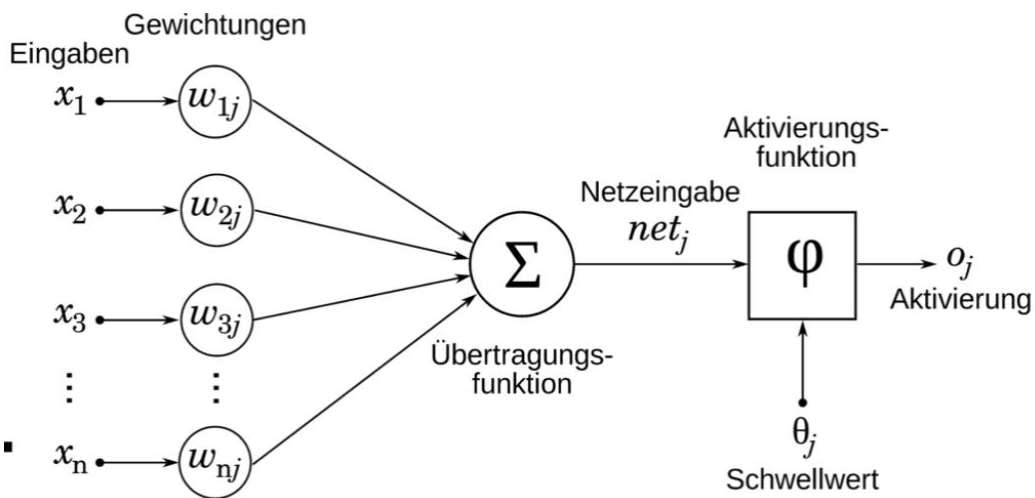 Gewichtungen
Eingaben
x₁
w₁ⱼ
x₂
w₂ⱼ
x₃
w₃ⱼ
⋮
⋮
xₙ
wₙⱼ
Σ
Übertragungs-
funktion
Netzeingabe
netⱼ
Aktivierungs-
funktion
φ
oⱼ
Aktivierung
θⱼ
Schwellwert